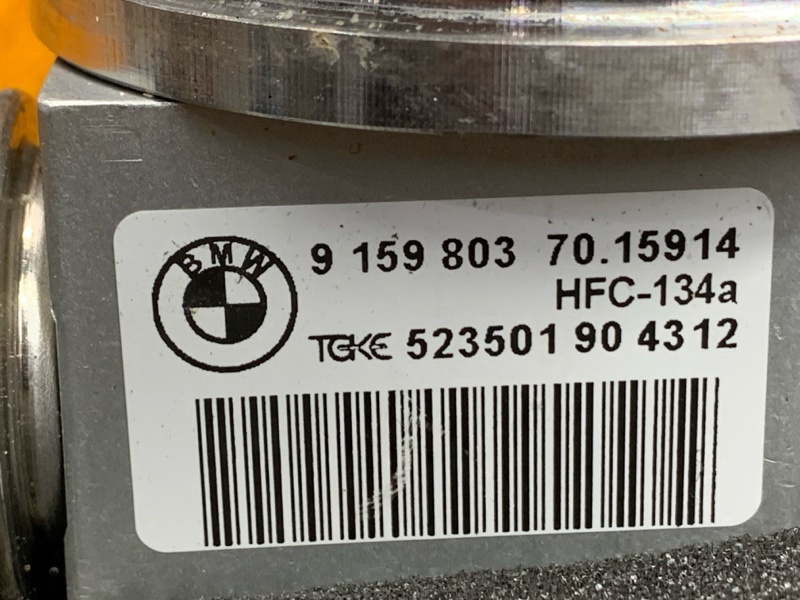 BMW
9 159 803 70.15914
HFC-134a
TGKE 523501 90 4312